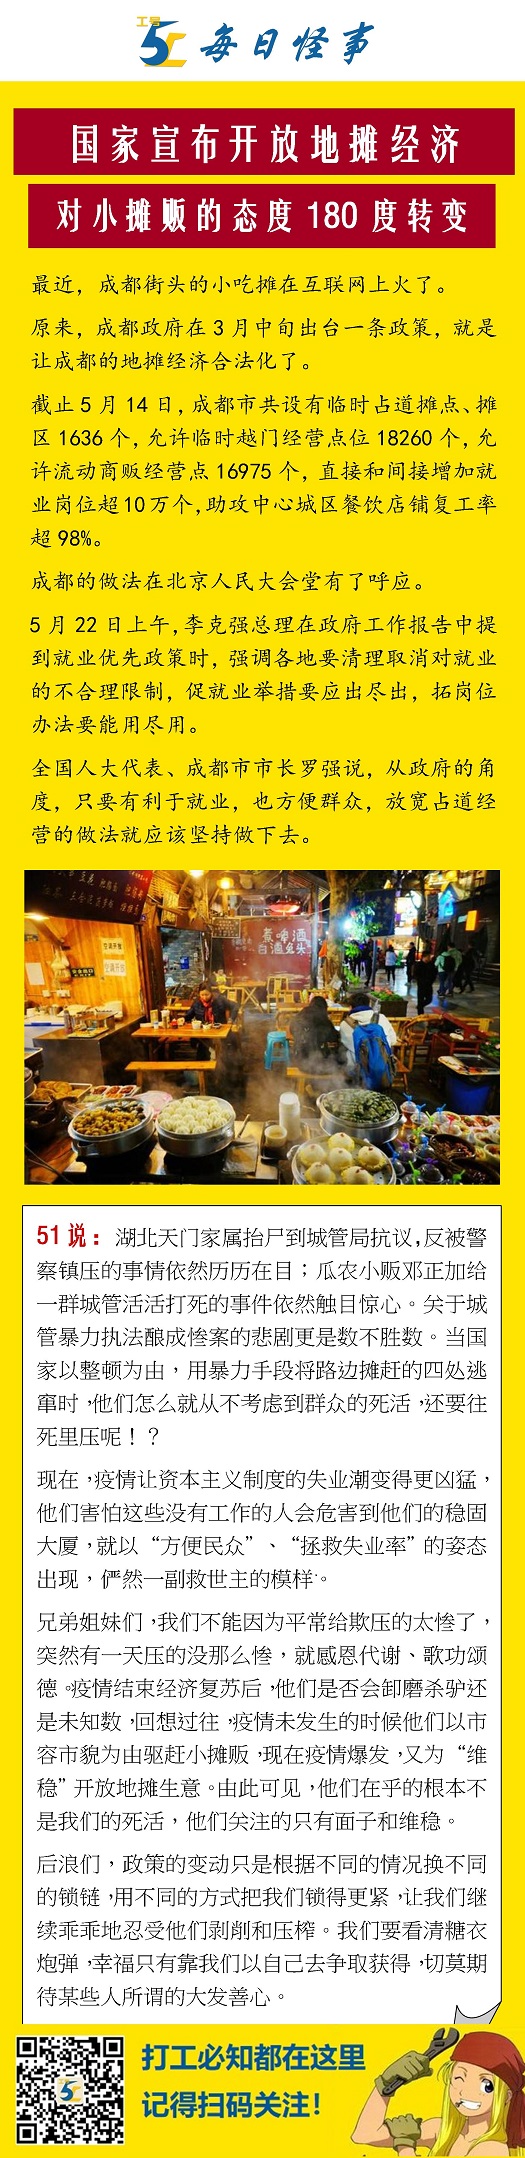 工号
5C 每日怪事
国家宣布开放地摊经济
对小摊贩的态度 180 度转变
最近，成都街头的小吃摊在互联网上火了。
原来，成都政府在 3 月中旬出台一条政策，就是
让成都的地摊经济合法化了。
截止 5 月 14 日，成都市共设有临时占道摊点、摊
区 1636 个，允许临时越门经营点位 18260 个，允
许流动商贩经营点 16975 个，直接和间接增加就
业岗位超 10 万个，助攻中心城区餐饮店铺复工率
超 98%。
成都的做法在北京人民大会堂有了呼应。
5 月 22 日上午，李克强总理在政府工作报告中提
到就业优先政策时，强调各地要清理取消对就业
的不合理限制，促就业举措要应出尽出，拓岗位
办法要能用尽用。
全国人大代表、成都市市长罗强说，从政府的角
度，只要有利于就业，也方便群众，放宽占道经
营的做法就应该坚持做下去。
煮啤酒
白滷兔头
空调开放
空调开放
51 说：湖北天门家属抬尸到城管局抗议，反被警
察镇压的事情依然历历在目；瓜农小贩邓正加给
一群城管活活打死的事件依然触目惊心。关于城
管暴力执法酿成惨案的悲剧更是数不胜数。当国
家以整顿为由，用暴力手段将路边摊赶的四处逃
窜时，他们怎么就从不考虑到群众的死活，还要往
死里压呢！？
现在，疫情让资本主义制度的失业潮变得更凶猛，
他们害怕这些没有工作的人会危害到他们的稳固
大厦，就以“方便民众”、“拯救失业率”的姿态
出现，俨然一副救世主的模样。
兄弟姐妹们，我们不能因为平常给欺压的太惨了，
突然有一天压的没那么惨，就感恩代谢、歌功颂
德。疫情结束经济复苏后，他们是否会卸磨杀驴还
是未知数，回想过往，疫情未发生的时候他们以市
容市貌为由驱赶小摊贩，现在疫情爆发，又为“维
稳”开放地摊生意。由此可见，他们在乎的根本不
是我们的死活，他们关注的只有面子和维稳。
后浪们，政策的变动只是根据不同的情况换不同
的锁链，用不同的方式把我们锁得更紧，让我们继
续乖乖地忍受他们剥削和压榨。我们要看清糖衣
炮弹，幸福只有靠我们以自己去争取获得，切莫期
待某些人所谓的大发善心。
打工必知都在这里
记得扫码关注！